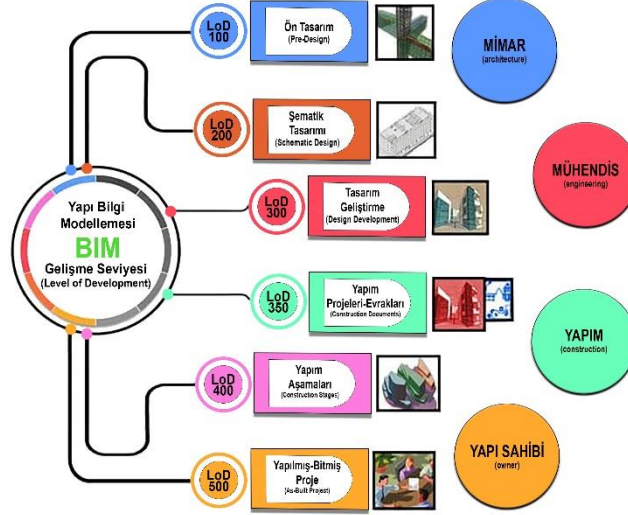 LoD
100
Ön Tasarım
(Pre-Design)
MİMAR
(architecture)
LoD
200
Şematik
Tasarımı
(Schematic Design)
MÜHENDİS
(engineering)
LoD
300
Tasarım
Geliştirme
(Design Development)
Yapı Bilgi
Modellemesi
BIM
Gelişme Seviyesi
(Level of Development)
LoD
350
Yapım
Projeleri-Evrakları
(Construction Documents)
YAPIM
(construction)
LoD
400
Yapım
Aşamaları
(Construction Stages)
YAPI SAHİBİ
(owner)
LoD
500
Yapılmış-Bitmiş
Proje
(As-Built Project)